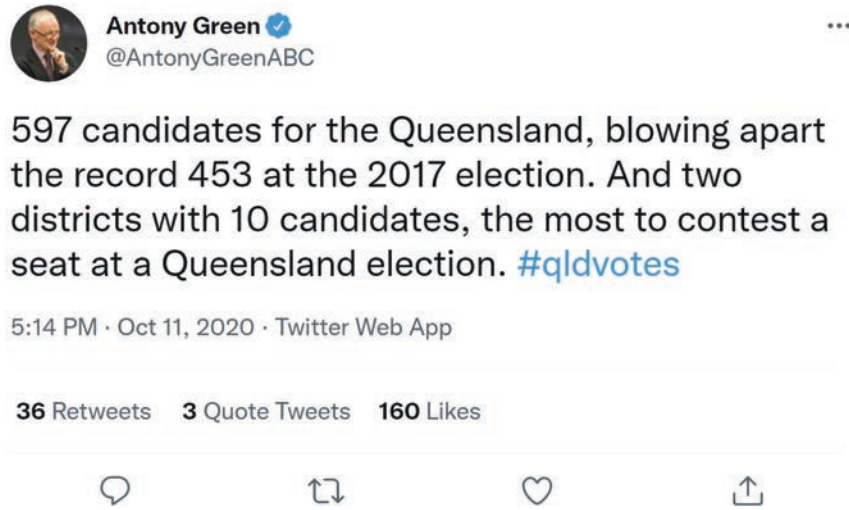 Antony Green
@AntonyGreenABC
597 candidates for the Queensland, blowing apart
the record 453 at the 2017 election. And two
districts with 10 candidates, the most to contest a
seat at a Queensland election. #qldvotes
5:14 PM · Oct 11, 2020 · Twitter Web App
36 Retweets 3 Quote Tweets 160 Likes